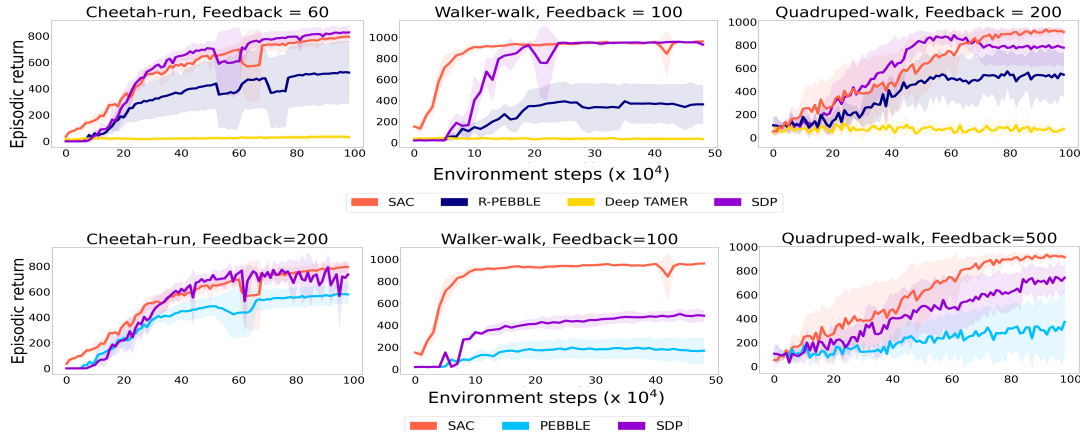 Cheetah-run, Feedback = 60
Walker-walk, Feedback = 100
Quadruped-walk, Feedback = 200
Episodic return
800
600
400
200
0
0 20 40 60 80 100
1000
800
600
400
200
0
0 10 20 30 40 50
1000
800
600
400
200
0
0 20 40 60 80 100
Environment steps (x 10⁴)
SAC R-PEBBLE Deep TAMER SDP
Cheetah-run, Feedback=200
Walker-walk, Feedback=100
Quadruped-walk, Feedback=500
Episodic return
800
600
400
200
0
0 20 40 60 80 100
1000
800
600
400
200
0
0 10 20 30 40 50
1000
800
600
400
200
0
0 20 40 60 80 100
Environment steps (x 10⁴)
SAC PEBBLE SDP